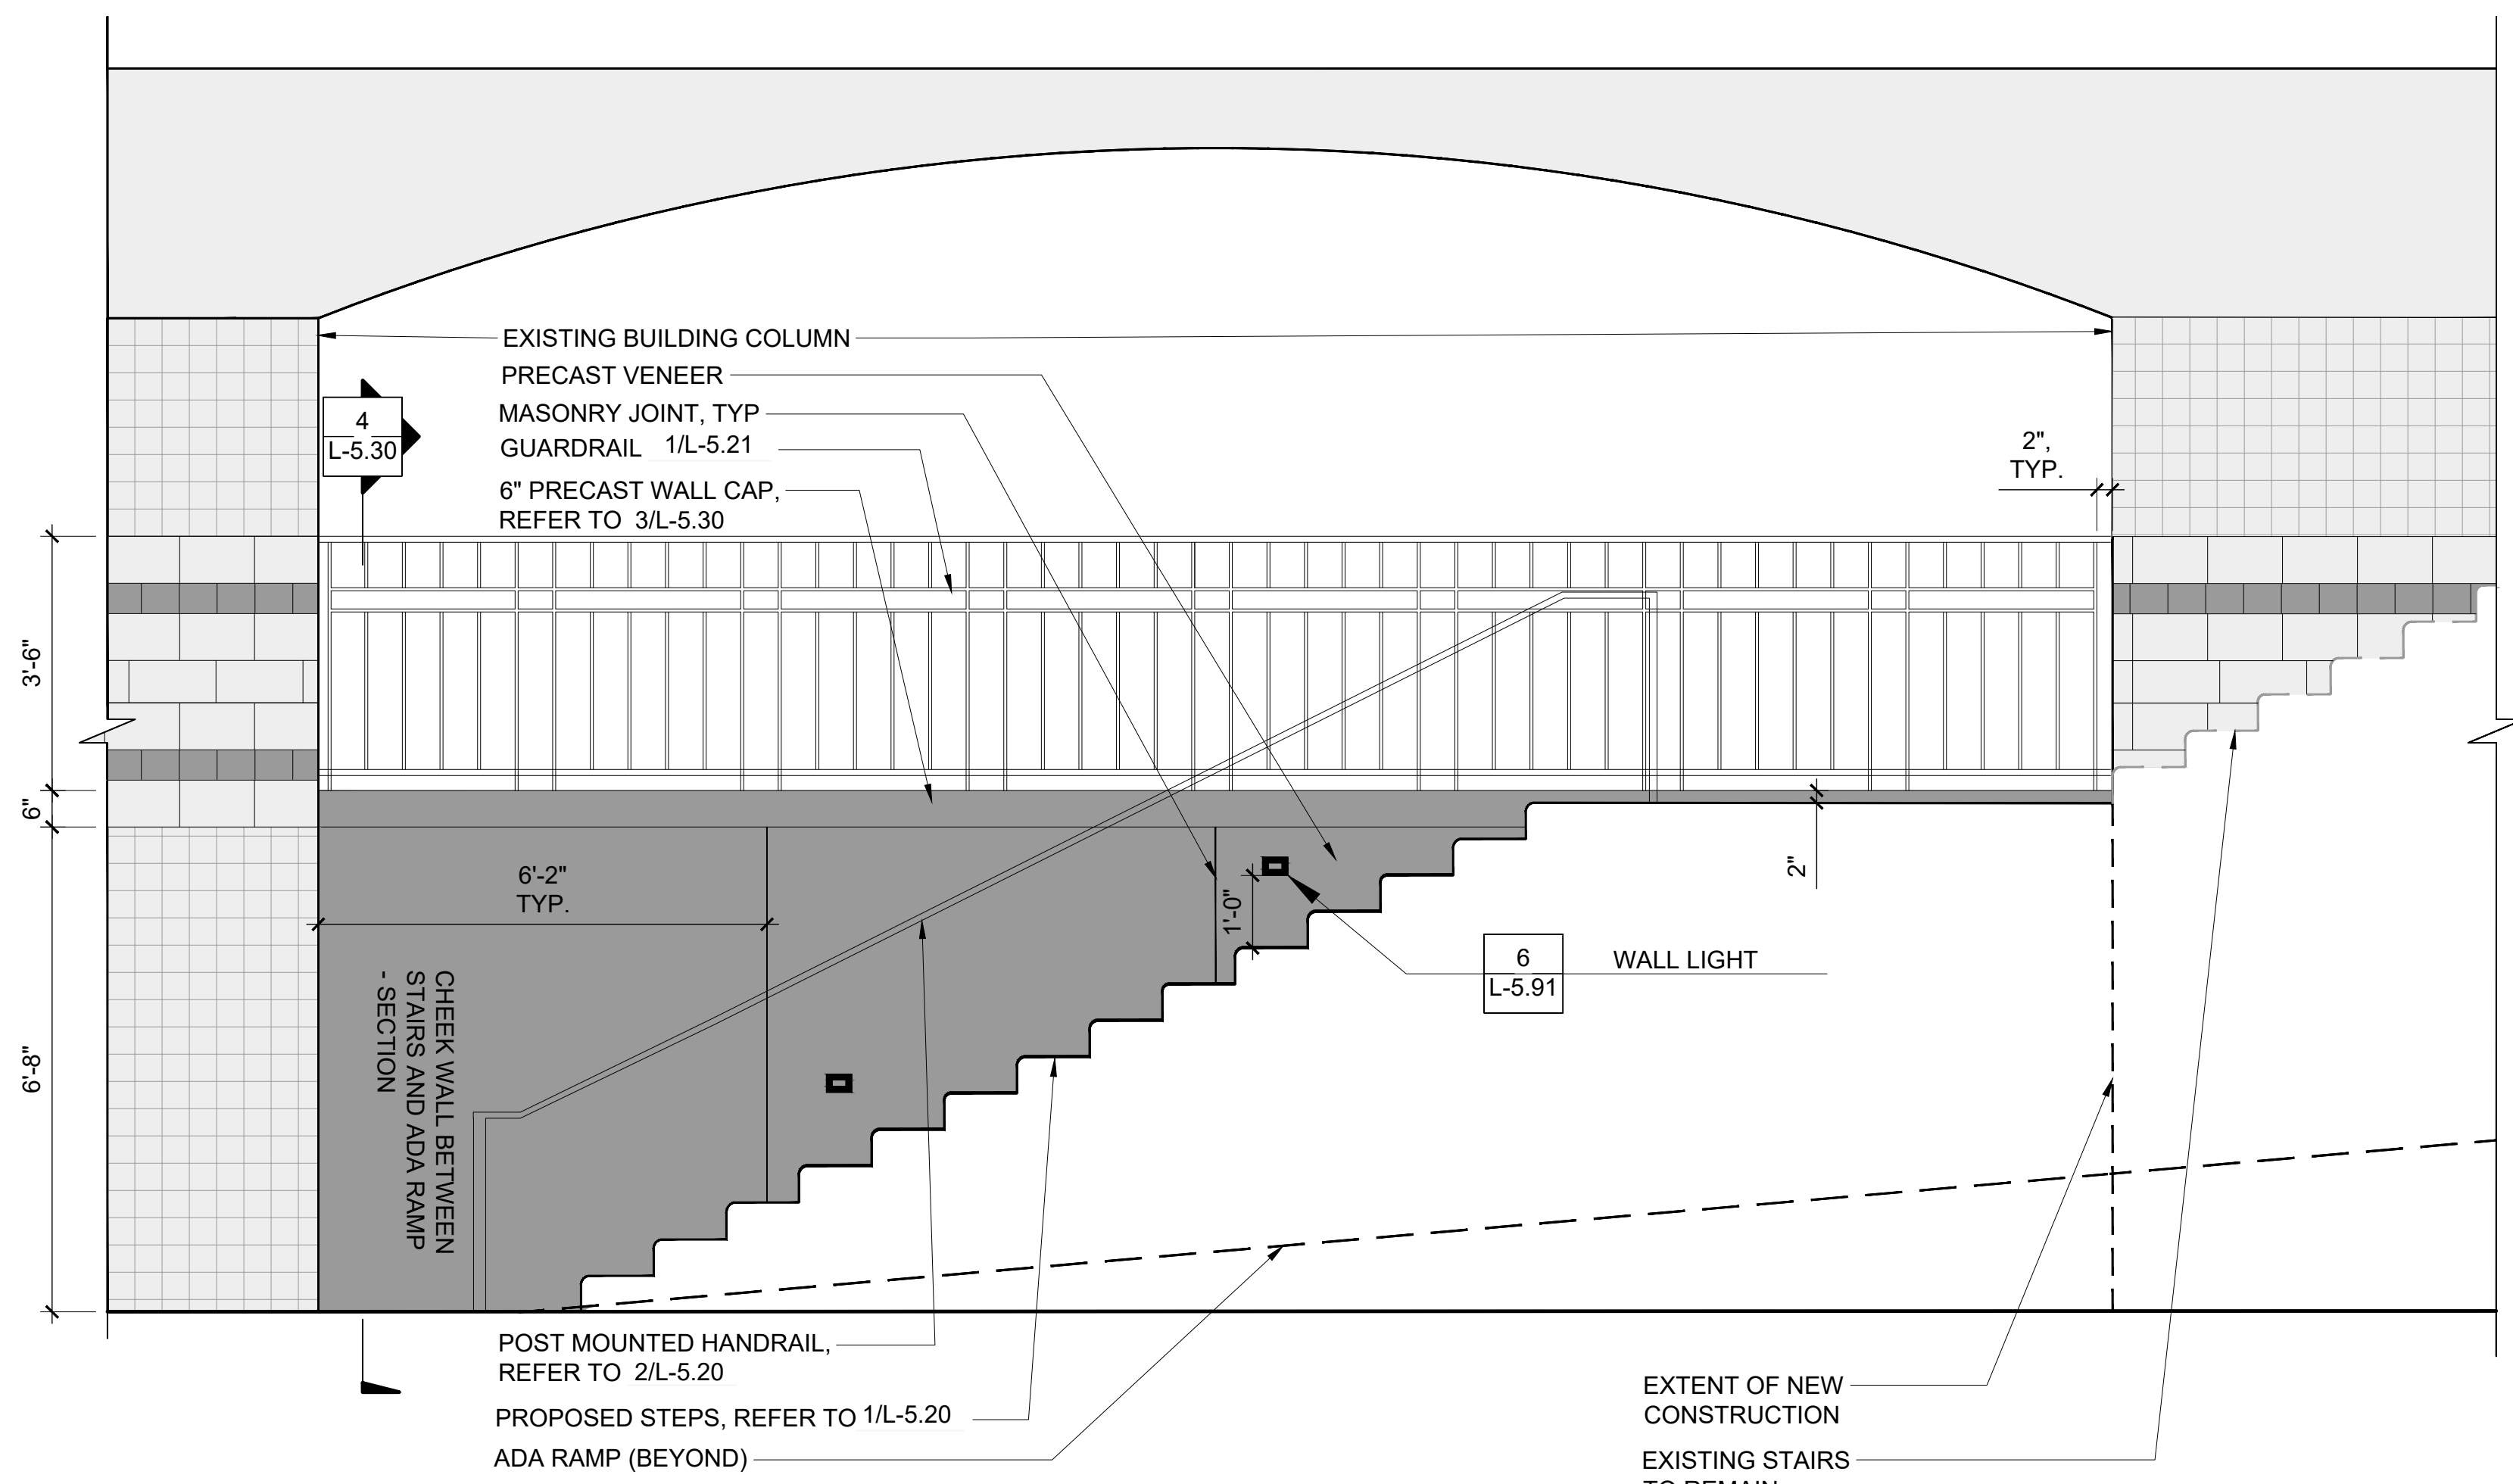 EXISTING BUILDING COLUMN
PRECAST VENEER
MASONRY JOINT, TYP
GUARDRAIL 1/L-5.21
6" PRECAST WALL CAP,
REFER TO 3/L-5.30
4
L-5.30
2",
TYP.
3'-6"
6"
6'-8"
6'-2"
TYP.
CHEEK WALL BETWEEN
STAIRS AND ADA RAMP
- SECTION
1'-0"
2"
6
L-5.91
WALL LIGHT
POST MOUNTED HANDRAIL,
REFER TO 2/L-5.20
PROPOSED STEPS, REFER TO 1/L-5.20
ADA RAMP (BEYOND)
EXTENT OF NEW
CONSTRUCTION
EXISTING STAIRS
TO REMAIN